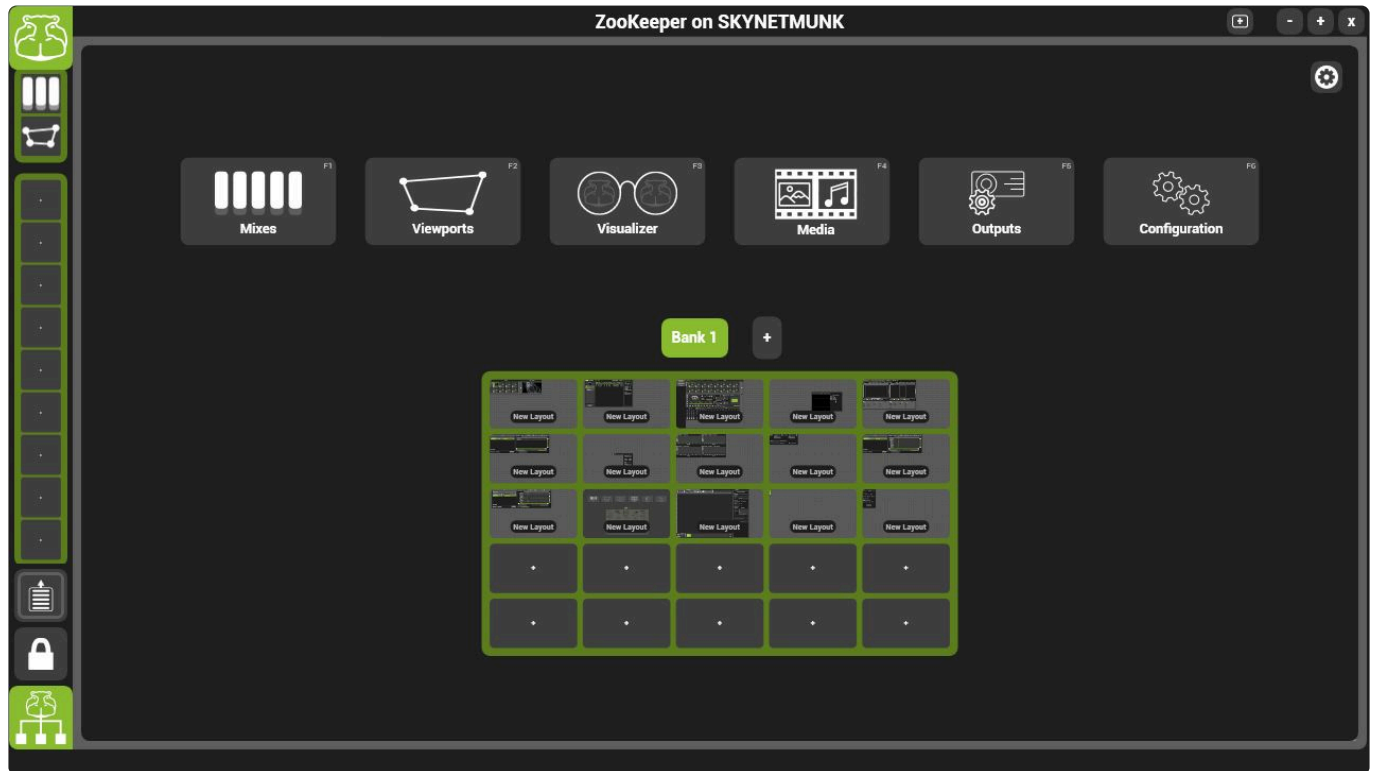 ZooKeeper on SKYNETMUNK
- + x
F1
Mixes
F2
Viewports
F3
Visualizer
F4
Media
F5
Outputs
F6
Configuration
Bank 1 +
New Layout New Layout New Layout New Layout New Layout
New Layout New Layout New Layout New Layout New Layout
New Layout New Layout New Layout New Layout New Layout
+ + + + +
+ + + + +